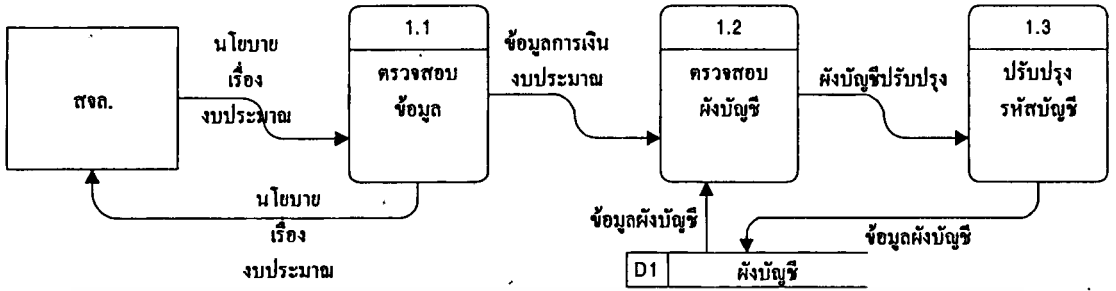 สจล.
นโยบาย
เรื่อง
งบประมาณ
1.1
ตรวจสอบ
ข้อมูล
ข้อมูลการเงิน
งบประมาณ
1.2
ตรวจสอบ
ผังบัญชี
ผังบัญชีปรับปรุง
1.3
ปรับปรุง
รหัสบัญชี
นโยบาย
เรื่อง
งบประมาณ
ข้อมูลผังบัญชี
ข้อมูลผังบัญชี
D1 ผังบัญชี